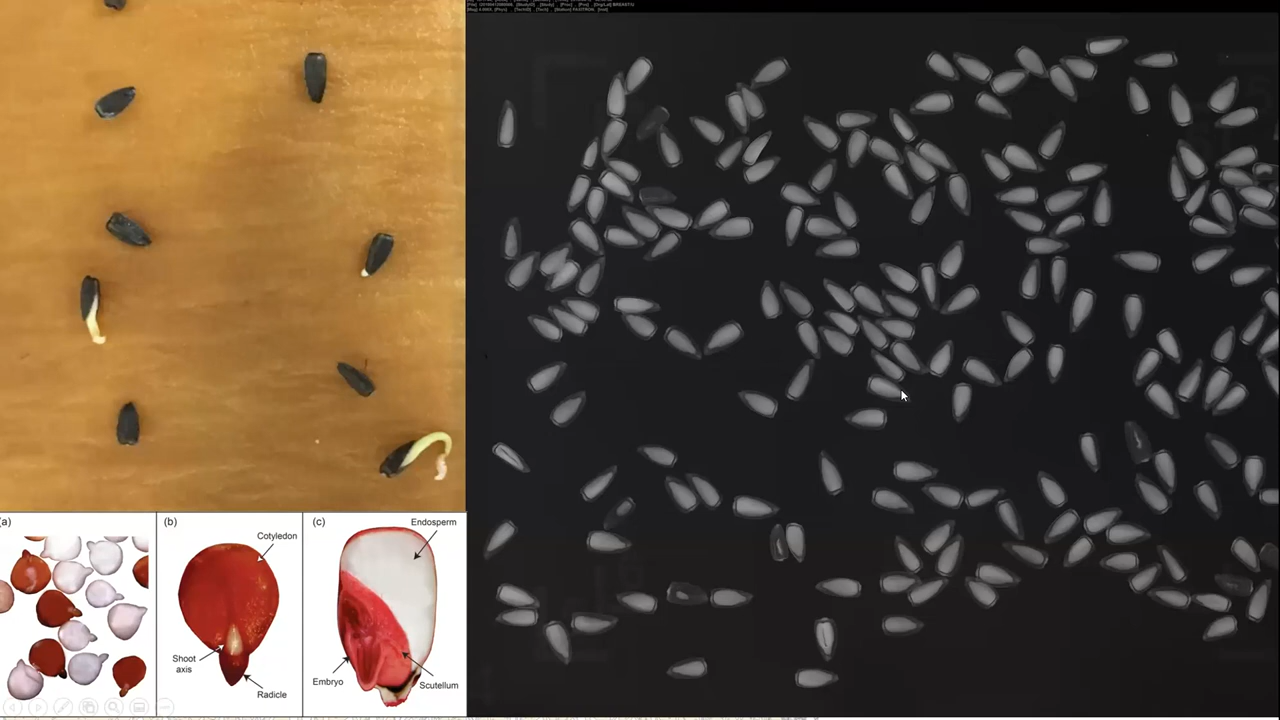 (a)
(b)
Cotyledon
Shoot
axis
Radicle
(c)
Endosperm
Embryo
Scutellum